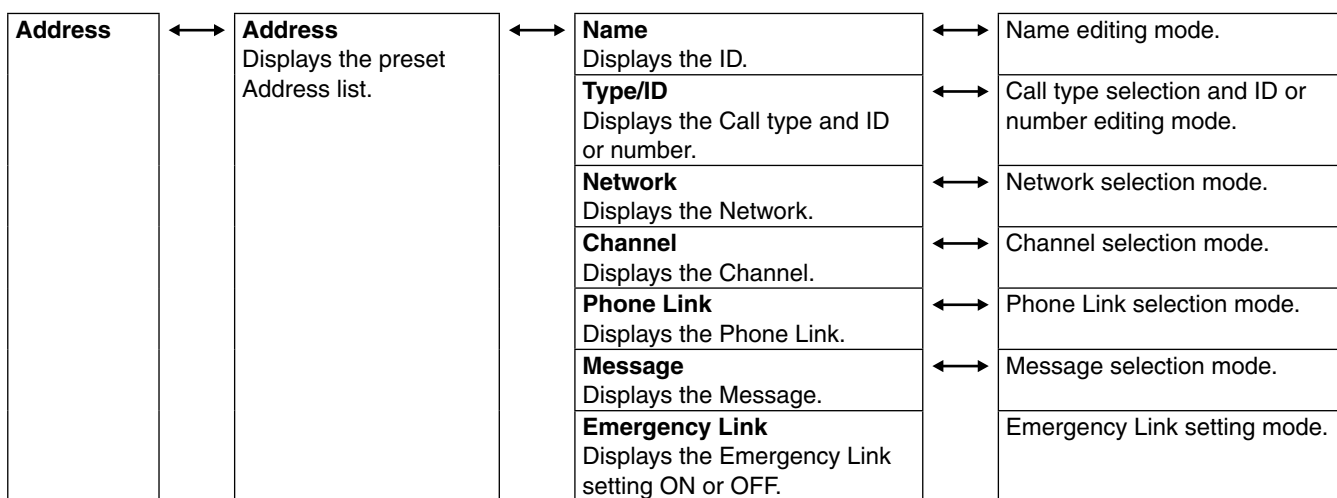 Address
Address
Displays the preset
Address list.
Name
Displays the ID.
Name editing mode.
Type/ID
Displays the Call type and ID
or number.
Call type selection and ID or
number editing mode.
Network
Displays the Network.
Network selection mode.
Channel
Displays the Channel.
Channel selection mode.
Phone Link
Displays the Phone Link.
Phone Link selection mode.
Message
Displays the Message.
Message selection mode.
Emergency Link
Displays the Emergency Link
setting ON or OFF.
Emergency Link setting mode.